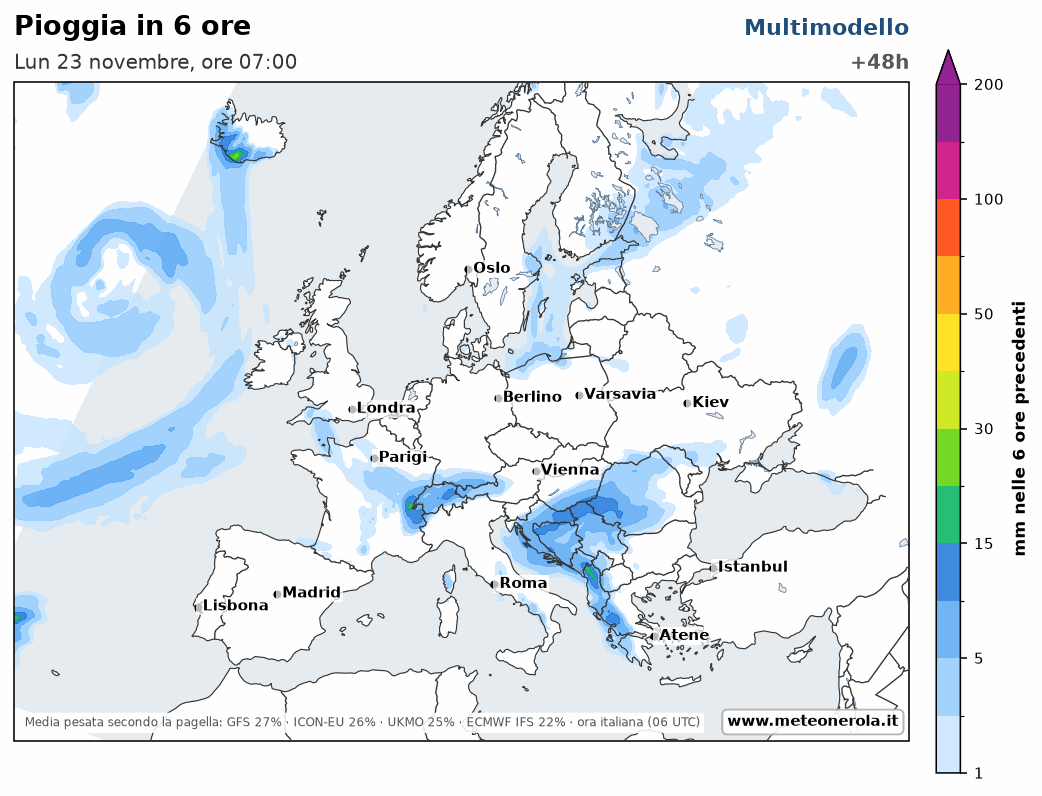 Pioggia in 6 ore
Multimodello
Lun 23 novembre, ore 07:00
+48h
200
100
50
30
15
5
1
mm nelle 6 ore precedenti
Oslo
Londra
Berlino
Varsavia
Kiev
Parigi
Vienna
Istanbul
Roma
Madrid
Lisbona
Atene
Media pesata secondo la pagella: GFS 27% · ICON-EU 26% · UKMO 25% · ECMWF IFS 22% · ora italiana (06 UTC)
www.meteonerola.it